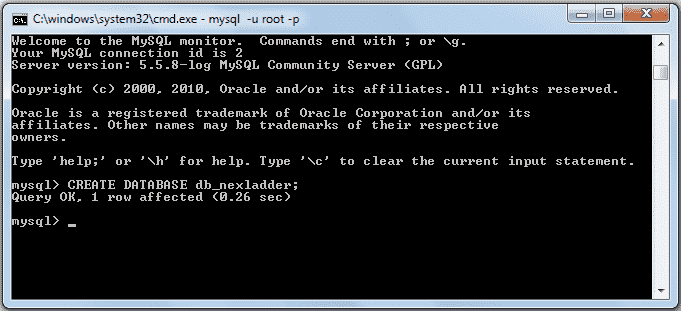 C:\windows\system32\cmd.exe - mysql  -u root -p
Welcome to the MySQL monitor.  Commands end with ; or \g.
Your MySQL connection id is 2
Server version: 5.5.8-log MySQL Community Server (GPL)
Copyright (c) 2000, 2010, Oracle and/or its affiliates. All rights reserved.
Oracle is a registered trademark of Oracle Corporation and/or its
affiliates. Other names may be trademarks of their respective
owners.
Type 'help;' or '\h' for help. Type '\c' to clear the current input statement.
mysql> CREATE DATABASE db_nexladder;
Query OK, 1 row affected (0.26 sec)
mysql> _